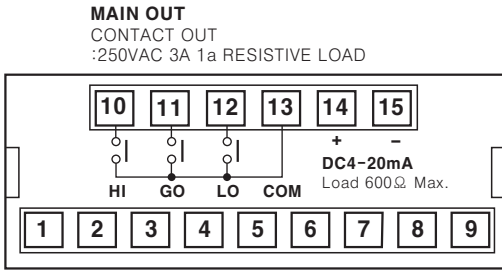 MAIN OUT
CONTACT OUT
:250VAC 3A 1a RESISTIVE LOAD
10 11 12 13 14 15
+ −
HI GO LO COM
DC4-20mA
Load 600Ω Max.
1 2 3 4 5 6 7 8 9